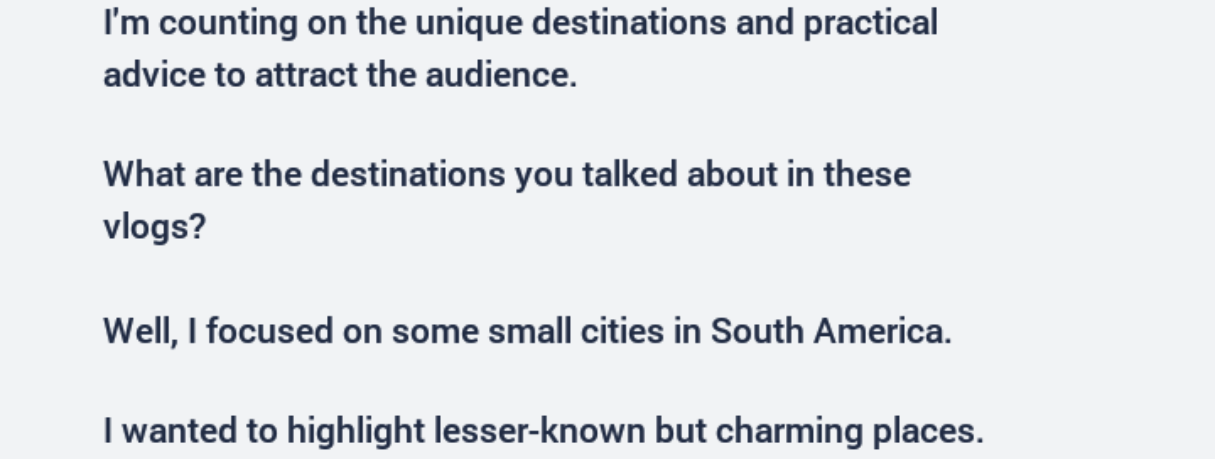 I'm counting on the unique destinations and practical
advice to attract the audience.
What are the destinations you talked about in these
vlogs?
Well, I focused on some small cities in South America.
I wanted to highlight lesser-known but charming places.